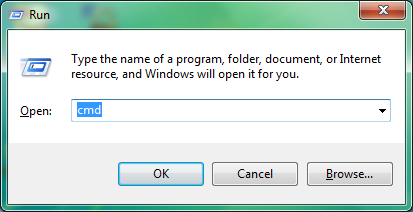 Run
Type the name of a program, folder, document, or Internet
resource, and Windows will open it for you.
Open: cmd
OK Cancel Browse...